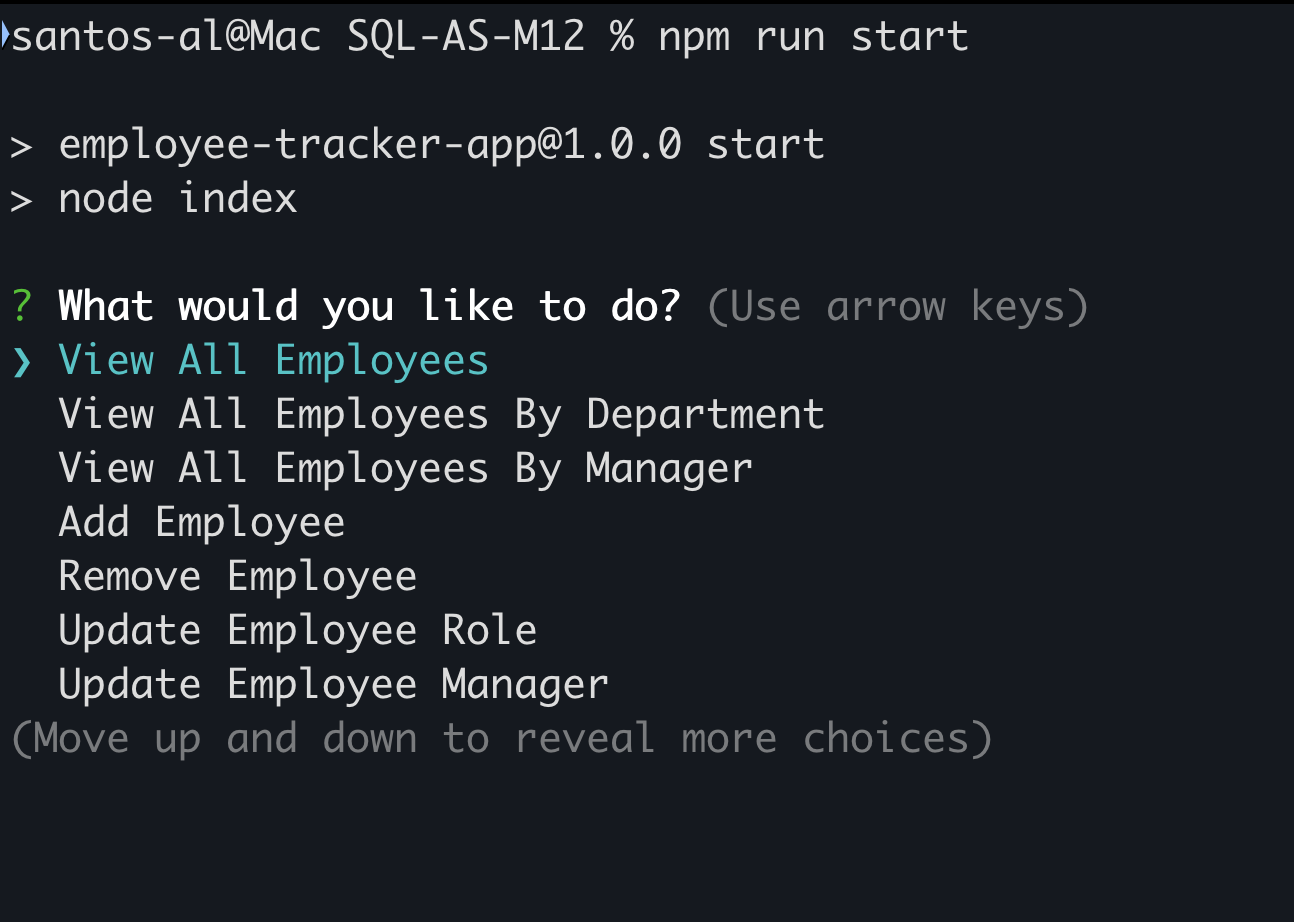 santos-al@Mac SQL-AS-M12 % npm run start
> employee-tracker-app@1.0.0 start
> node index
? What would you like to do? (Use arrow keys)
❯ View All Employees
View All Employees By Department
View All Employees By Manager
Add Employee
Remove Employee
Update Employee Role
Update Employee Manager
(Move up and down to reveal more choices)